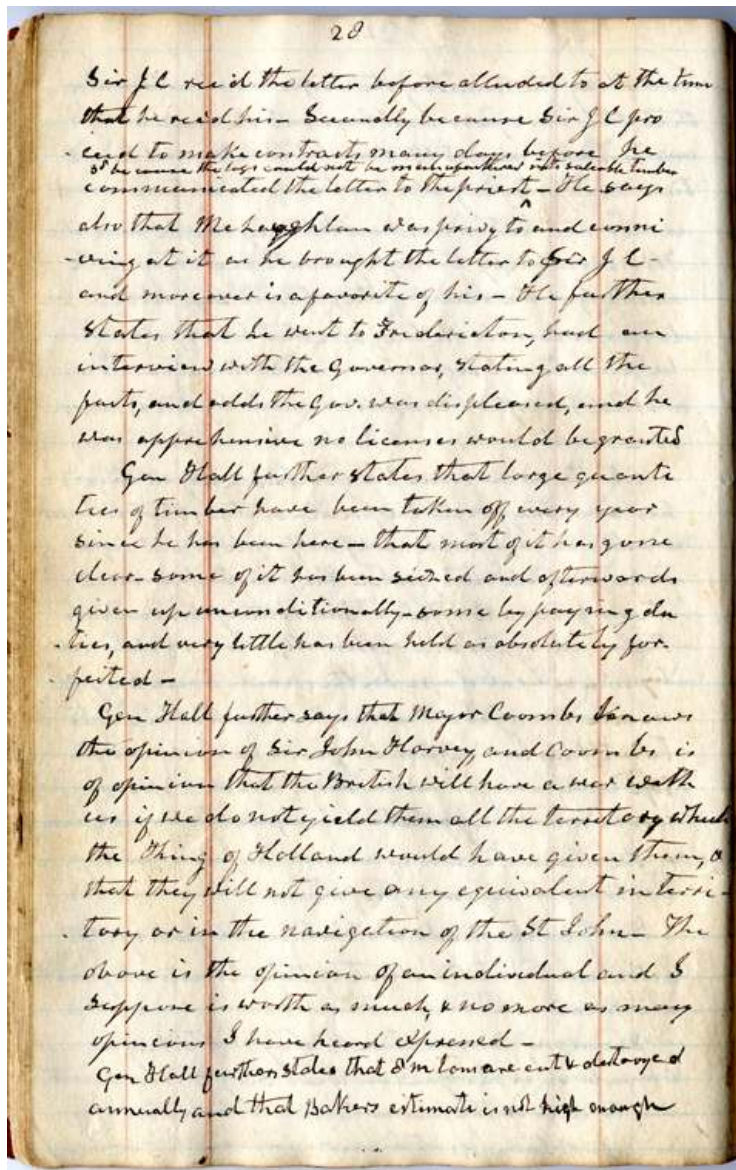 28
Sir J C rec'd the letter before alluded to at the time
that he rec'd his – Secondly because Sir J C pro
- ceed to make contracts many days before he
3d because the logs could not be manufactured into saleable timber
communicated the letter to the priest – He says
^
also that McLaughlan was privy to and conni
- ving at it as he brought the letter to Sir J C –
and moreover is a favorite of his – He further
states that he went to Fredericton, had an
interview with the Governor, stating all the
facts, and adds the Gov. was displeased, and he
was apprehensive no licenses would be granted
Gen Hall further states that large quanti
ties of timber have been taken off every year
since he has been here – that most of it has gone
clear – some of it has been seized and afterwards
given up unconditionally – some by paying du
- ties, and very little has been held as absolutely for-
- feited –
Gen Hall further says that Major Coombs knows
the opinion of Sir John Harvey, and Coombs is
of opinion that the British will have a war with
us if we do not yield them all the territory which
the King of Holland would have given them, &
that they will not give any equivalent in terri-
- tory or in the navigation of the St John – The
above is the opinion of an individual and I
suppose is worth as much, & no more as many
opinions I have heard expressed –
Gen Hall further states that 8 m tons are cut & destroyed
annually and that Bakers estimate is not high enough